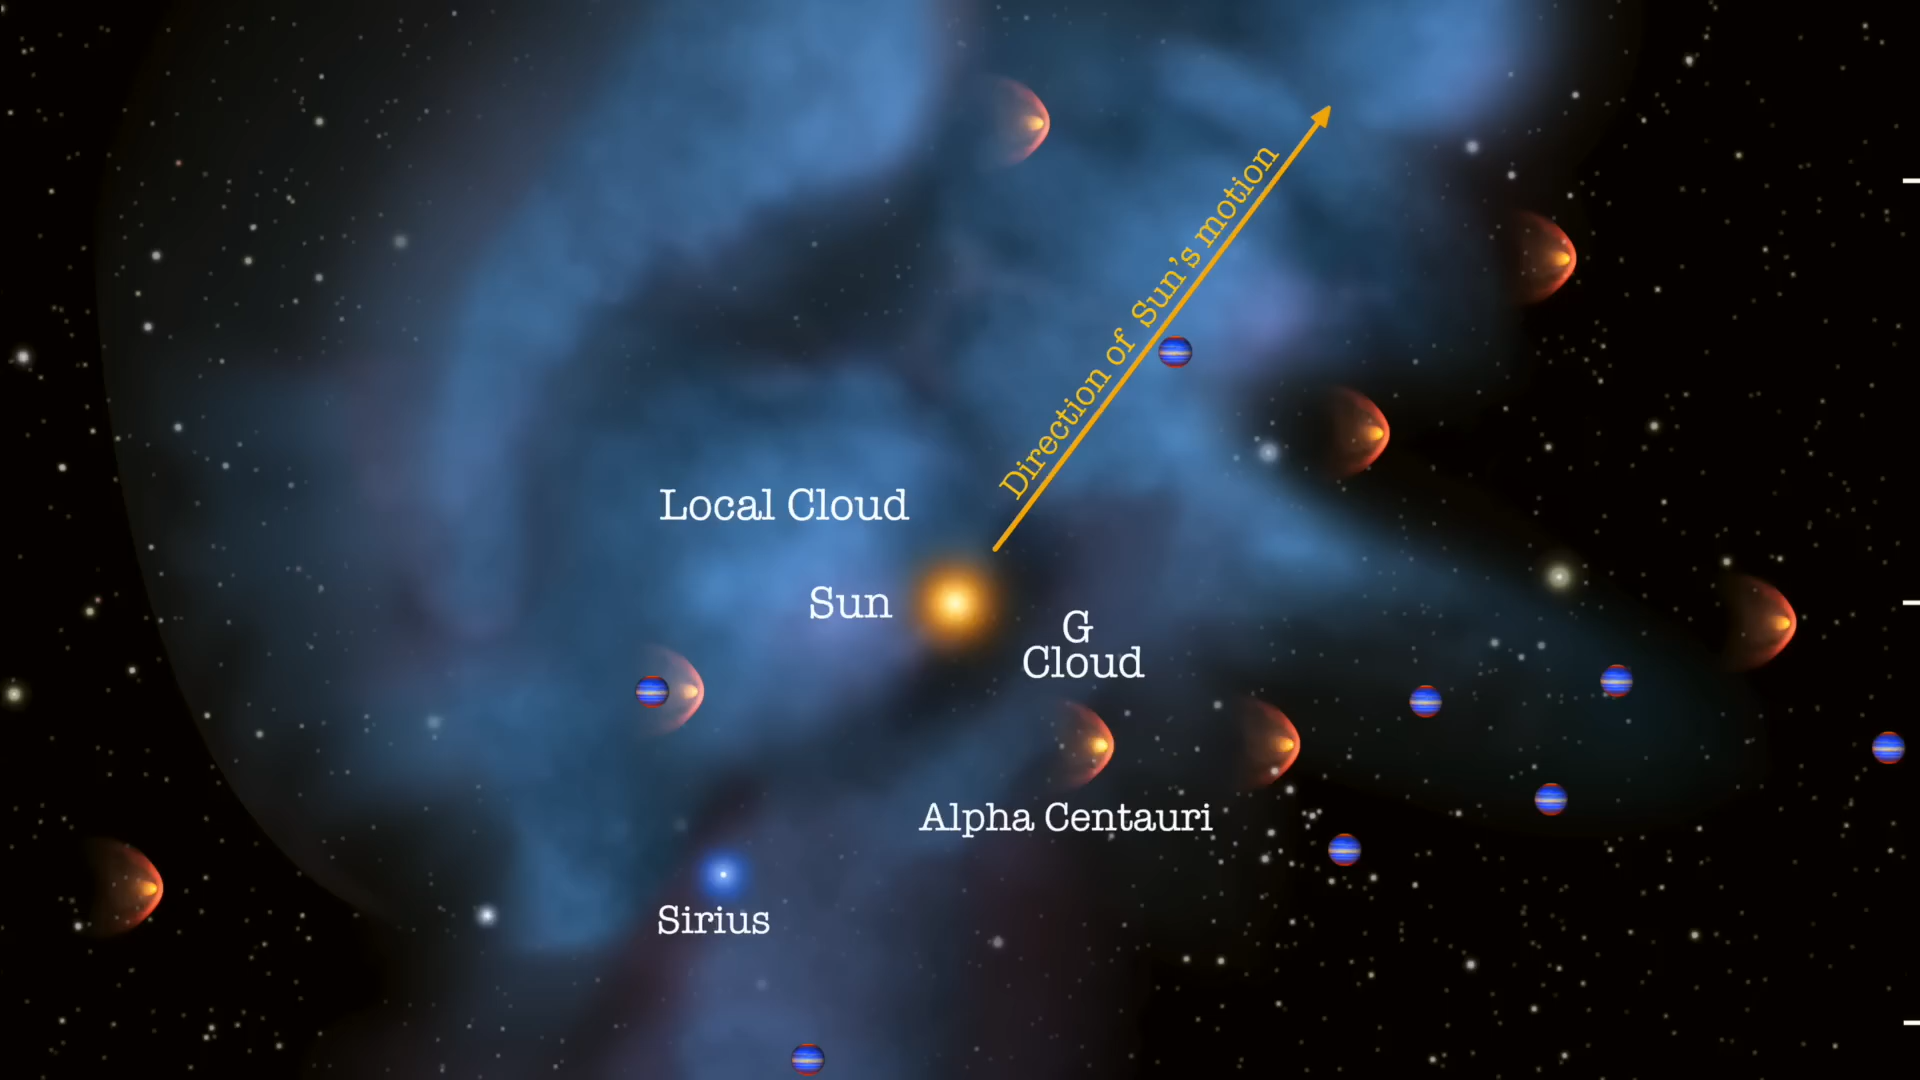 Direction of Sun's motion
Local Cloud
Sun
G
Cloud
Alpha Centauri
Sirius